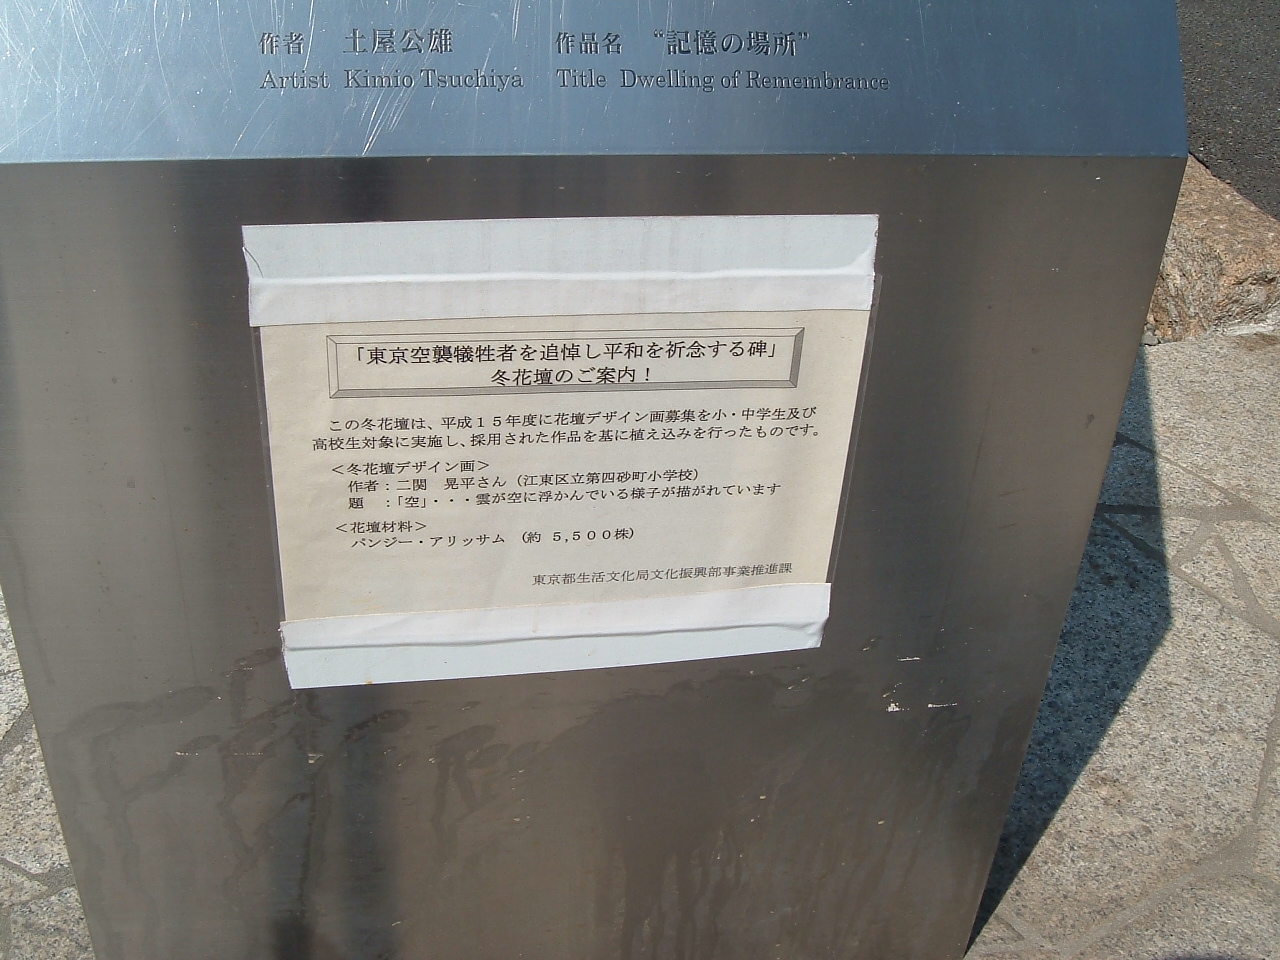 作者 土屋公雄 作品名 “記憶の場所”
Artist Kimio Tsuchiya Title Dwelling of Remembrance
「東京空襲犠牲者を追悼し平和を祈念する碑」
冬花壇のご案内！
この冬花壇は、平成１５年度に花壇デザイン画募集を小・中学生及び
高校生対象に実施し、採用された作品を基に植え込みを行ったものです。
＜冬花壇デザイン画＞
作者：二関 晃平さん（江東区立第四砂町小学校）
題 ：「空」・・・雲が空に浮かんでいる様子が描かれています
＜花壇材料＞
パンジー・アリッサム （約 ５,５００株）
東京都生活文化局文化振興部事業推進課